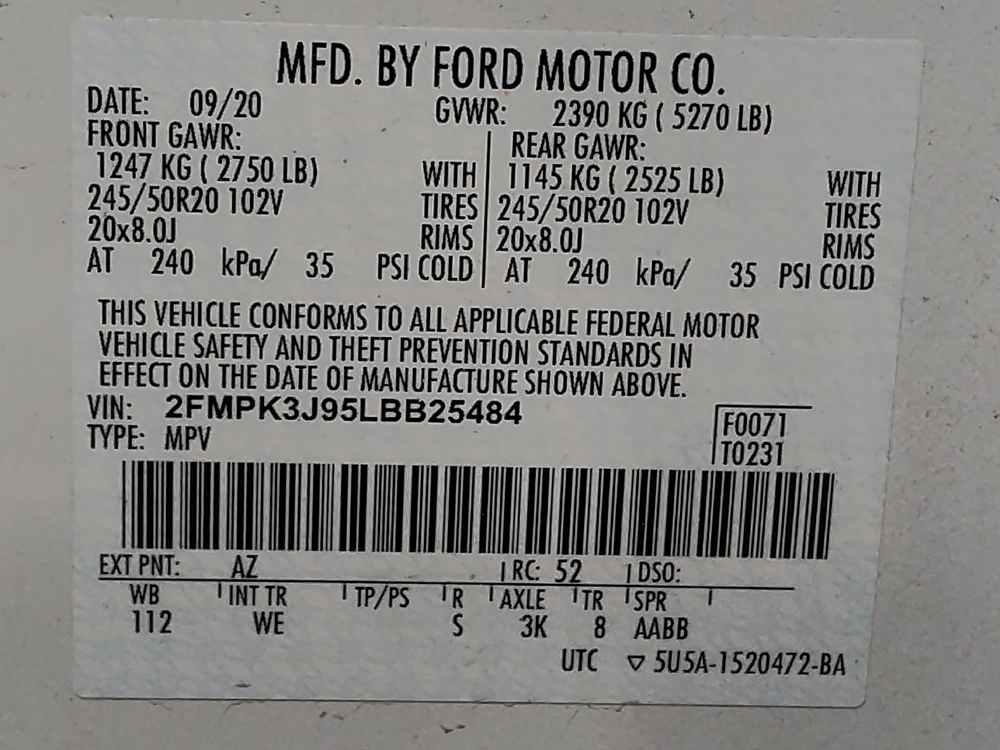 MFD. BY FORD MOTOR CO.
DATE: 09/20 GVWR: 2390 KG ( 5270 LB)
FRONT GAWR: REAR GAWR:
1247 KG ( 2750 LB) WITH 1145 KG ( 2525 LB) WITH
245/50R20 102V TIRES 245/50R20 102V TIRES
20x8.0J RIMS 20x8.0J RIMS
AT 240 kPa/ 35 PSI COLD AT 240 kPa/ 35 PSI COLD
THIS VEHICLE CONFORMS TO ALL APPLICABLE FEDERAL MOTOR
VEHICLE SAFETY AND THEFT PREVENTION STANDARDS IN
EFFECT ON THE DATE OF MANUFACTURE SHOWN ABOVE.
VIN: 2FMPK3J95LBB25484
F0071
TYPE: MPV
T0231
EXT PNT: AZ RC: 52 DSO:
WB INT TR TP/PS R AXLE TR SPR
112 WE S 3K 8 AABB
UTC ▽ 5U5A-1520472-BA